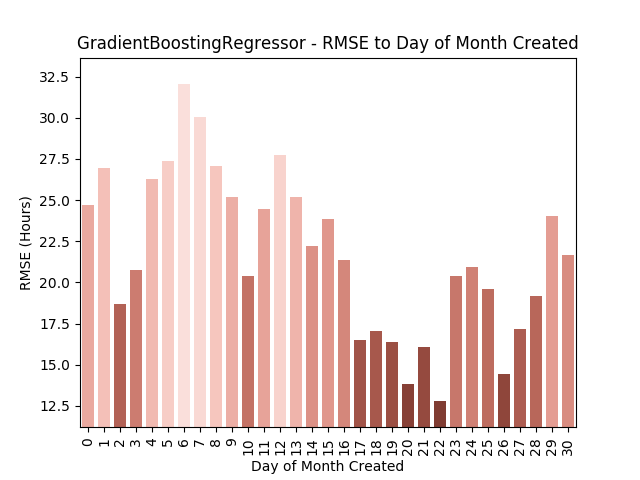 GradientBoostingRegressor - RMSE to Day of Month Created
RMSE (Hours)
32.5
30.0
27.5
25.0
22.5
20.0
17.5
15.0
12.5
0 1 2 3 4 5 6 7 8 9 10 11 12 13 14 15 16 17 18 19 20 21 22 23 24 25 26 27 28 29 30
Day of Month Created